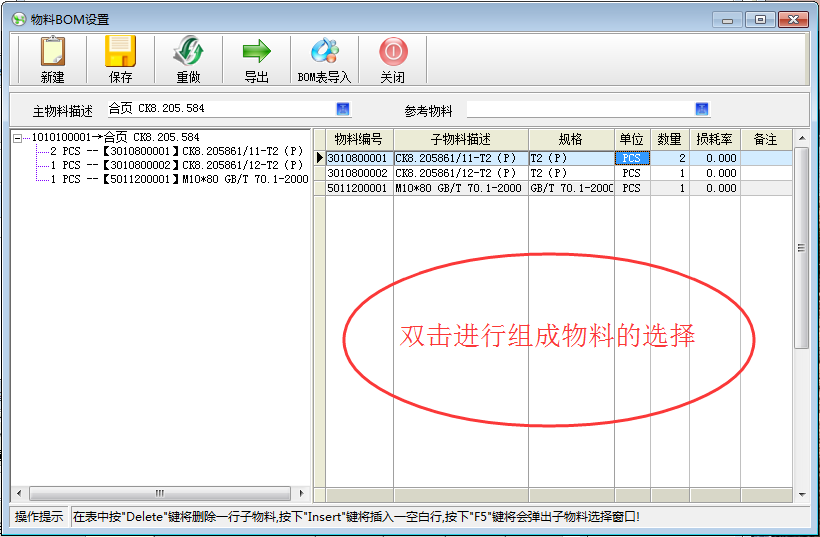 物料BOM设置
新建 保存 重做 导出 BOM表导入 关闭
主物料描述 合页 CK8.205.584 参考物料
1010100001→合页 CK8.205.584
2 PCS --【3010800001】CK8.205861/11-T2 (P)
1 PCS --【3010800002】CK8.205861/12-T2 (P)
1 PCS --【5011200001】M10*80 GB/T 70.1-2000
物料编号 子物料描述 规格 单位 数量 损耗率 备注
3010800001 CK8.205861/11-T2 (P) T2 (P) PCS 2 0.000
3010800002 CK8.205861/12-T2 (P) T2 (P) PCS 1 0.000
5011200001 M10*80 GB/T 70.1-2000 GB/T 70.1-200 PCS 1 0.000
双击进行组成物料的选择
操作提示 在表中按"Delete"键将删除一行子物料,按下"Insert"键将插入一空白行,按下"F5"键将会弹出子物料选择窗口!